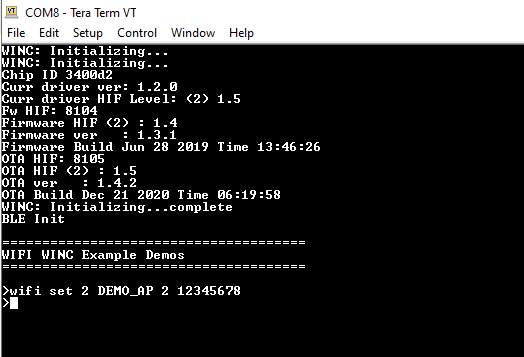 COM8 - Tera Term VT
File Edit Setup Control Window Help
WINC: Initializing...
WINC: Initializing...
Chip ID 3400d2
Curr driver ver: 1.2.0
Curr driver HIF Level: (2) 1.5
Fw HIF: 8104
Firmware HIF (2) : 1.4
Firmware ver   : 1.3.1
Firmware Build Jun 28 2019 Time 13:46:26
OTA HIF: 8105
OTA HIF (2) : 1.5
OTA ver   : 1.4.2
OTA Build Dec 21 2020 Time 06:19:58
WINC: Initializing...complete
BLE Init
======================================
WIFI WINC Example Demos
======================================
>wifi set 2 DEMO_AP 2 12345678
>